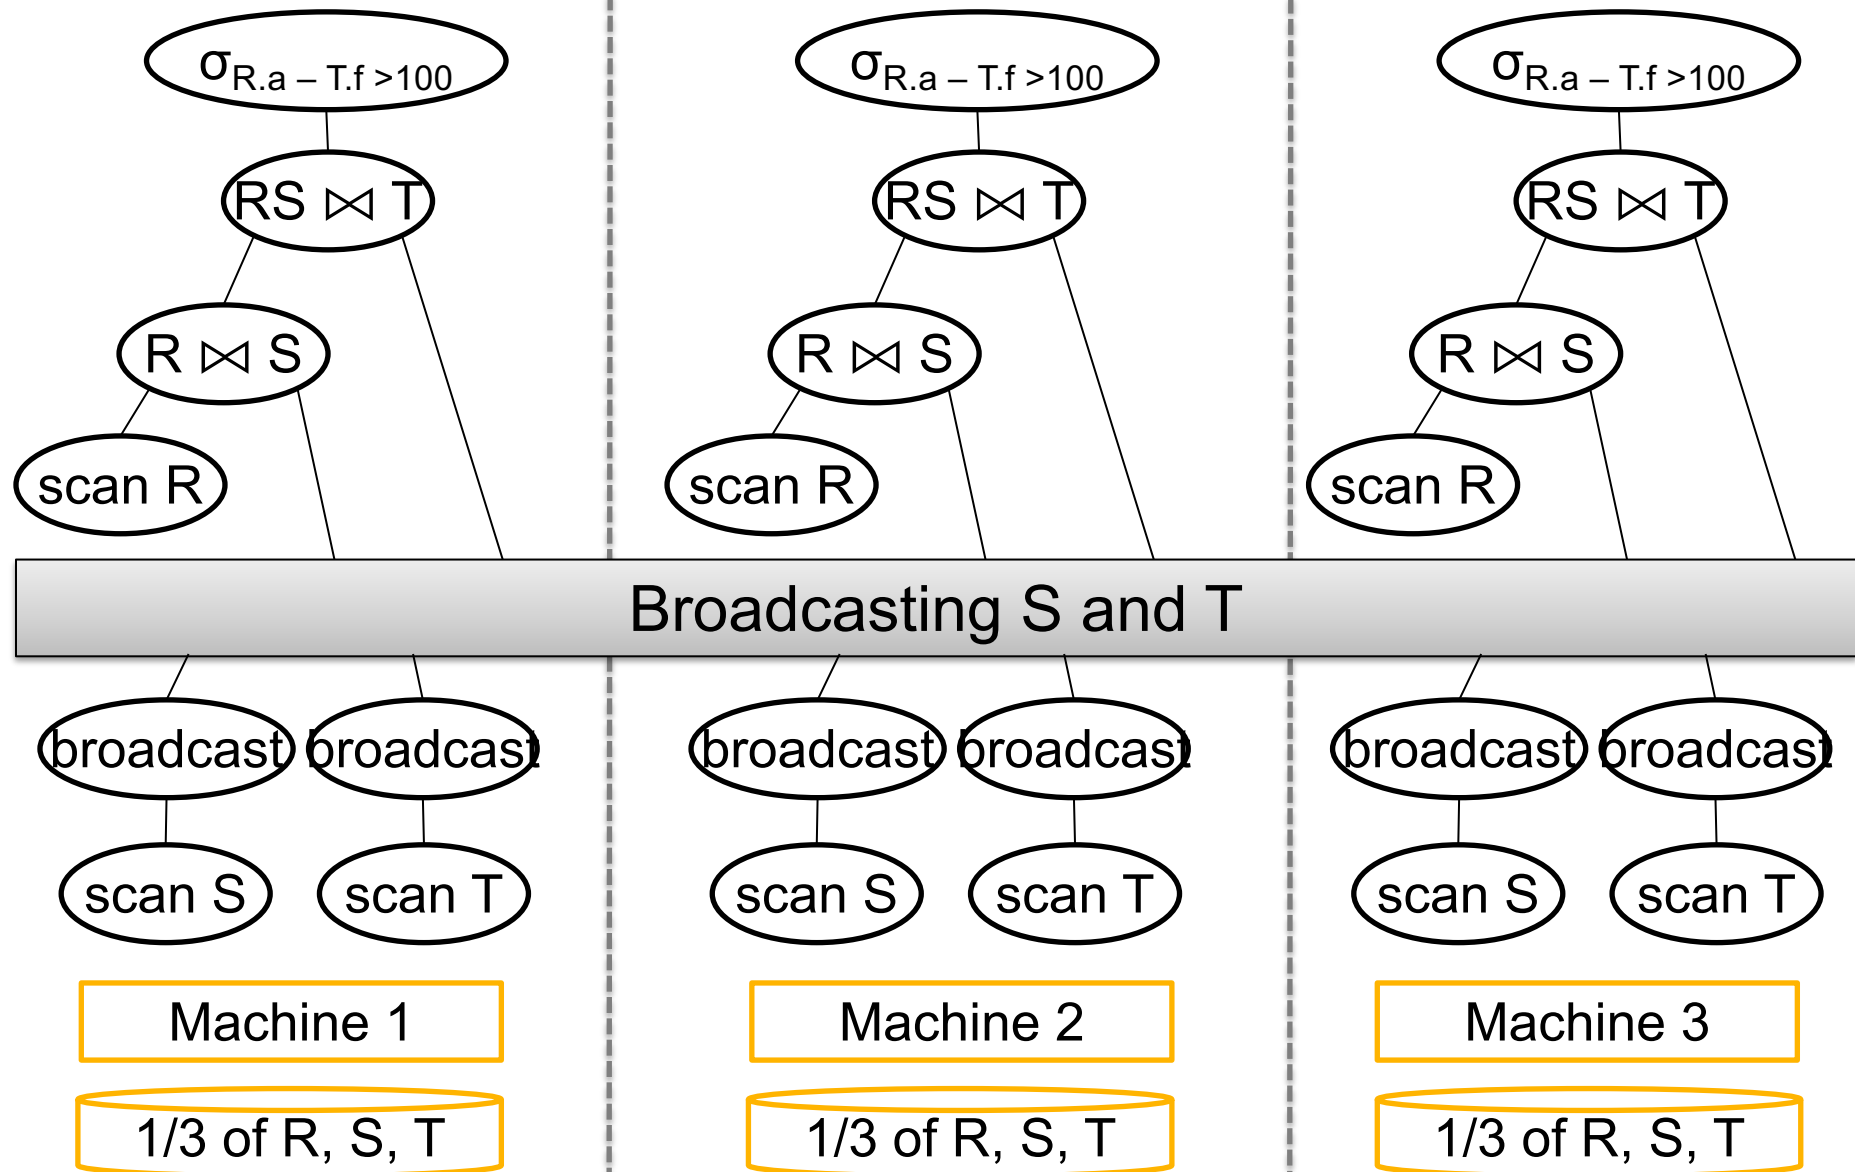 σR.a – T.f >100 σR.a – T.f >100 σR.a – T.f >100
RS ⋈ T RS ⋈ T RS ⋈ T
R ⋈ S R ⋈ S R ⋈ S
scan R scan R scan R
Broadcasting S and T
broadcast broadcast broadcast broadcast broadcast broadcast
scan S scan T scan S scan T scan S scan T
Machine 1 Machine 2 Machine 3
1/3 of R, S, T 1/3 of R, S, T 1/3 of R, S, T